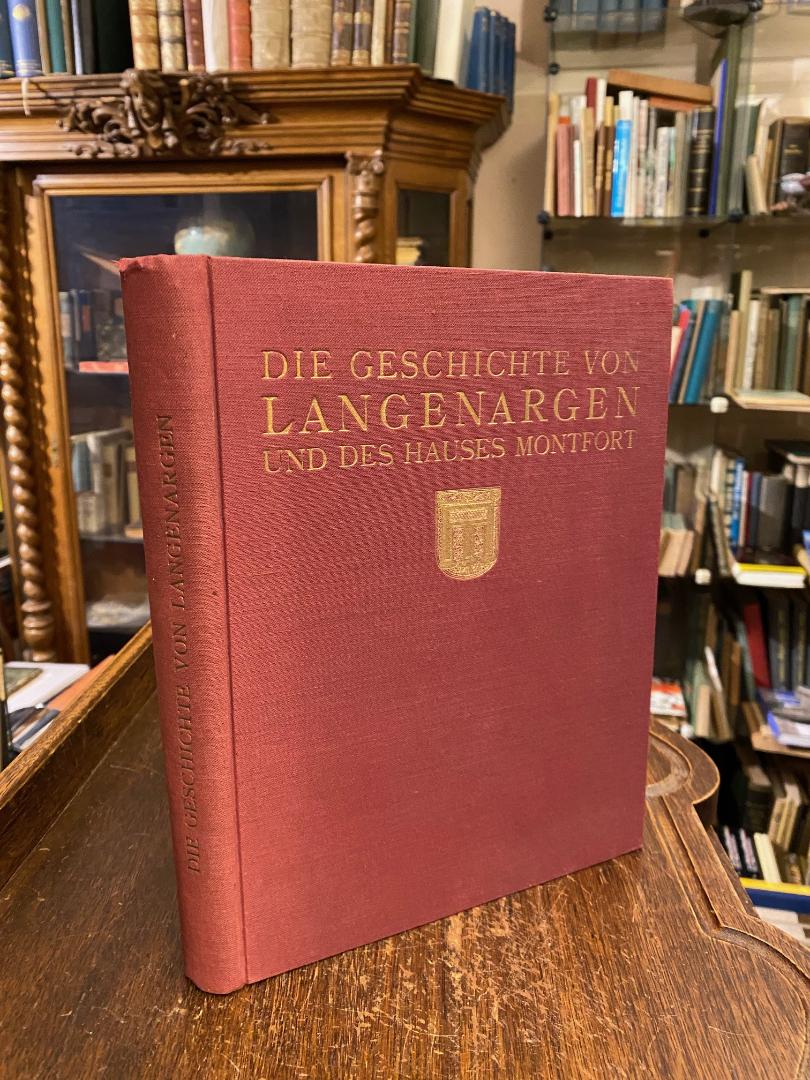 DIE GESCHICHTE VON
LANGENARGEN
UND DES HAUSES MONTFORT
DIE GESCHICHTE VON LANGENARGEN